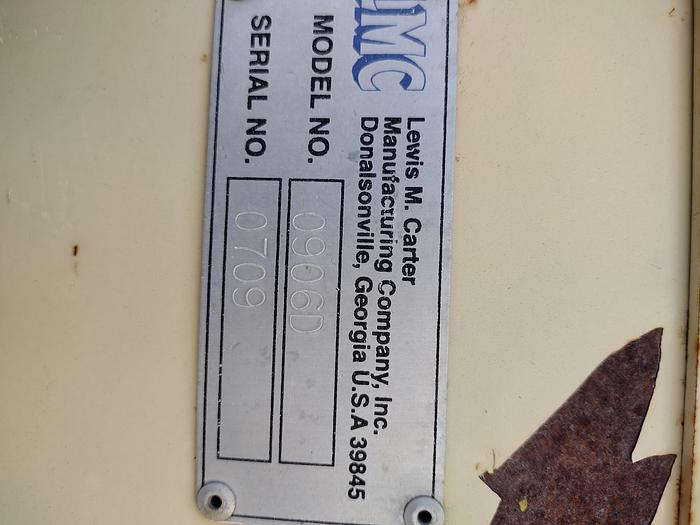 LMC
Lewis M. Carter
Manufacturing Company, Inc.
Donalsonville, Georgia U.S.A 39845
MODEL NO. 0906D
SERIAL NO. 0709